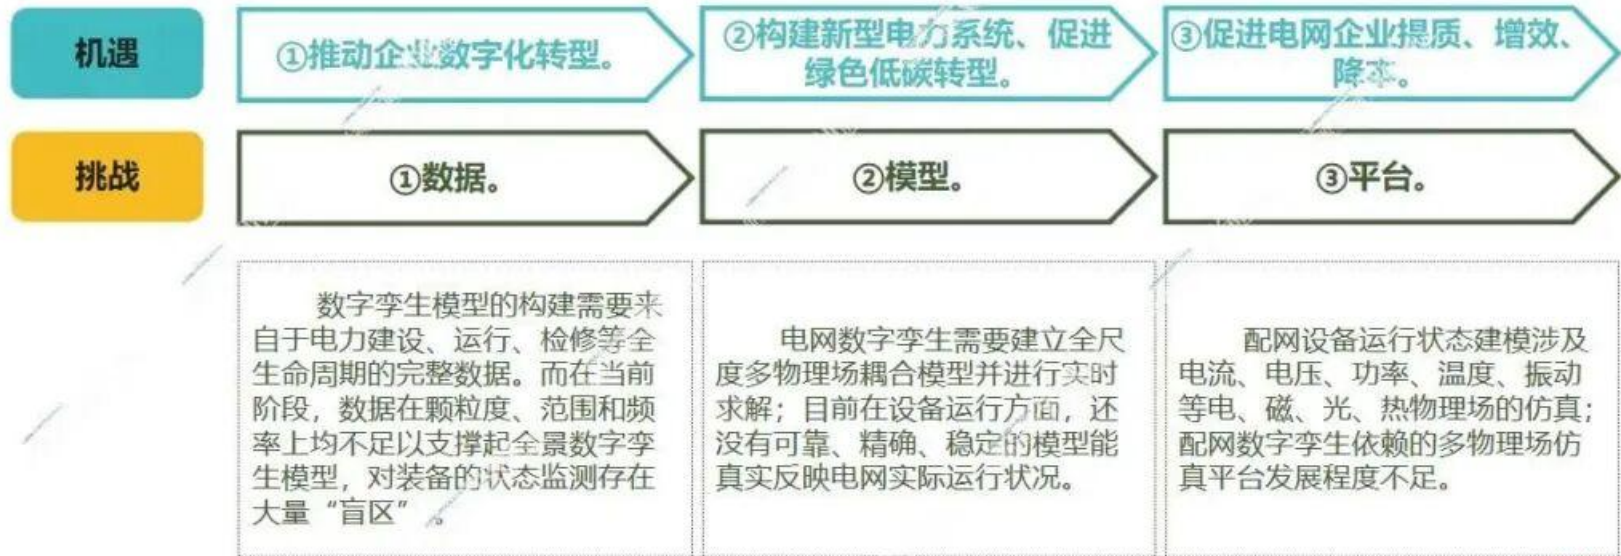 机遇
①推动企业数字化转型。
②构建新型电力系统、促进
绿色低碳转型。
③促进电网企业提质、增效、
降本。
挑战
①数据。
②模型。
③平台。
数字孪生模型的构建需要来
自于电力建设、运行、检修等全
生命周期的完整数据。而在当前
阶段，数据在颗粒度、范围和频
率上均不足以支撑起全景数字孪
生模型，对装备的状态监测存在
大量“盲区”。
电网数字孪生需要建立全尺
度多物理场耦合模型并进行实时
求解；目前在设备运行方面，还
没有可靠、精确、稳定的模型能
真实反映电网实际运行状况。
配网设备运行状态建模涉及
电流、电压、功率、温度、振动
等电、磁、光、热物理场的仿真；
配网数字孪生依赖的多物理场仿
真平台发展程度不足。